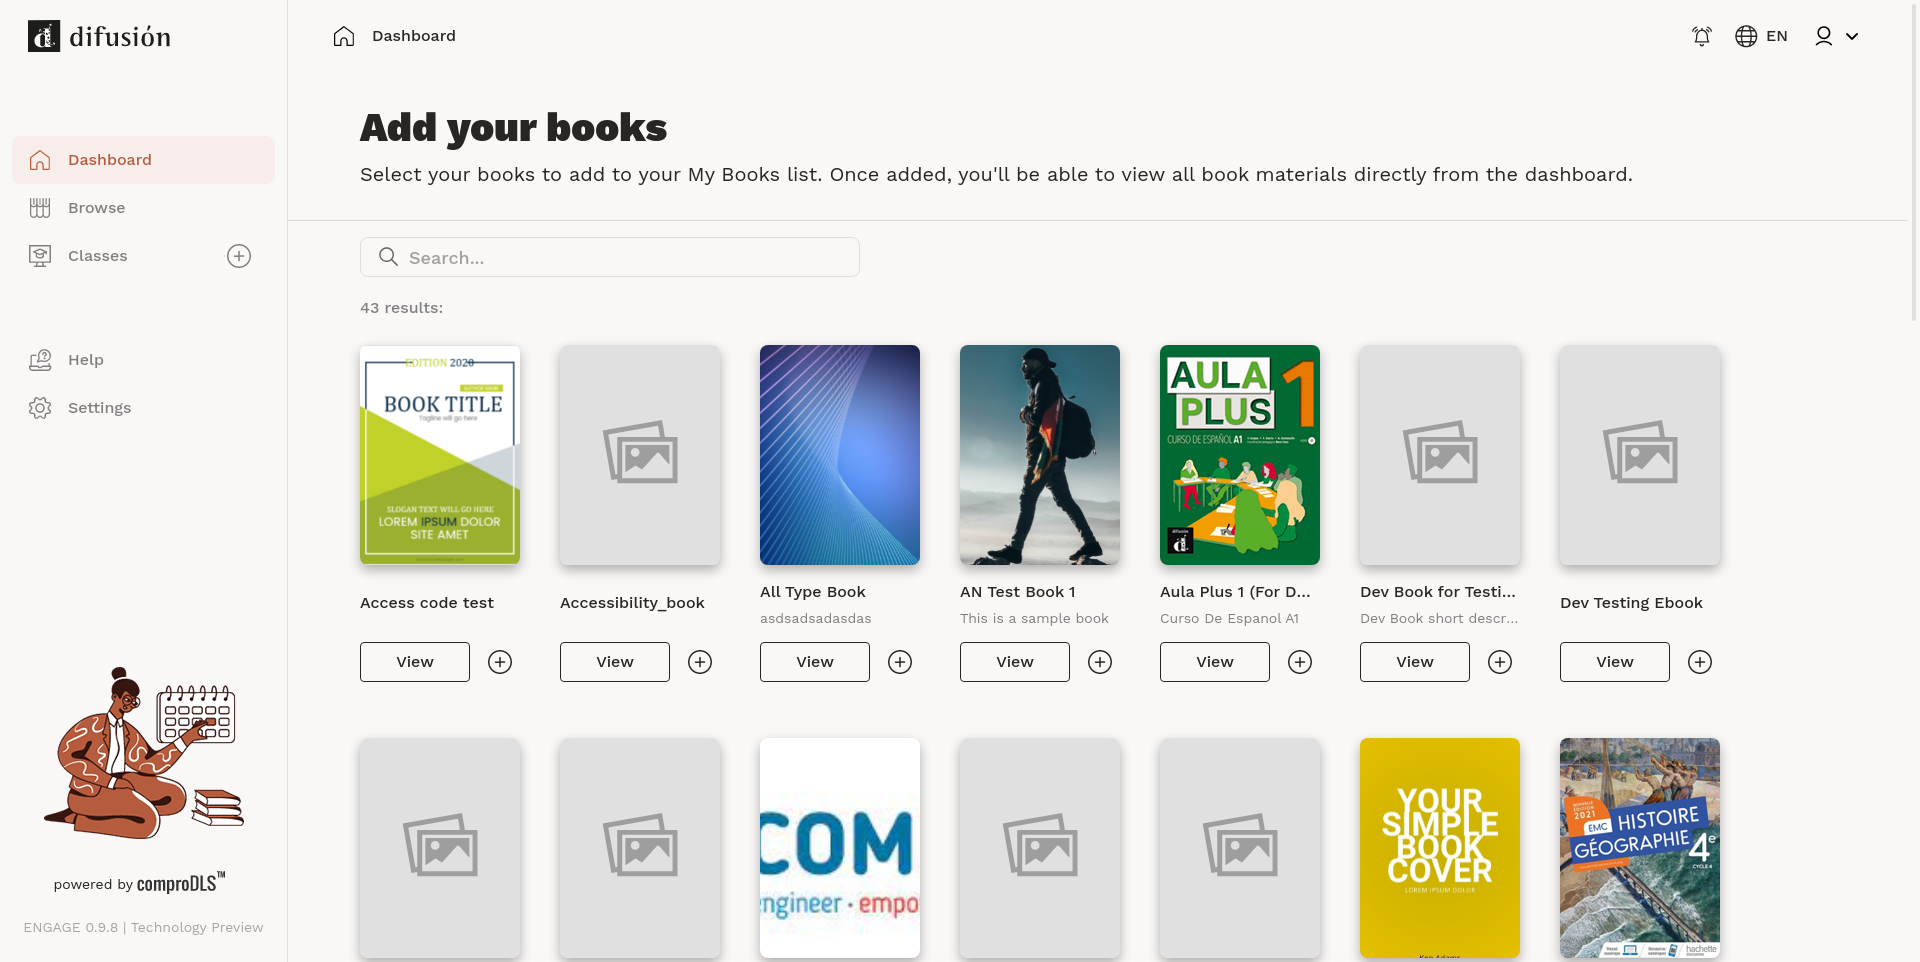 difusión
Dashboard
EN
Add your books
Select your books to add to your My Books list. Once added, you'll be able to view all book materials directly from the dashboard.
Dashboard
Browse
Classes
Help
Settings
Search...
43 results:
EDITION 2020
AUTHOR NAME
BOOK TITLE
Tagline will go here
SLOGAN TEXT WILL GO HERE
LOREM IPSUM DOLOR
SITE AMET
AULA
PLUS 1
CURSO DE ESPAÑOL A1
difusión
Access code test
Accessibility_book
All Type Book
asdsadsadasdas
AN Test Book 1
This is a sample book
Aula Plus 1 (For D...
Curso De Espanol A1
Dev Book for Testi...
Dev Book short descr...
Dev Testing Ebook
View
View
View
View
View
View
View
COM
ngineer · empo
YOUR
SIMPLE
BOOK
COVER
LOREM IPSUM DOLOR
NOUVELLE
ÉDITION
2021
EMC
HISTOIRE
GÉOGRAPHIE
4e
CYCLE 4
hachette
powered by comproDLS™
ENGAGE 0.9.8 | Technology Preview